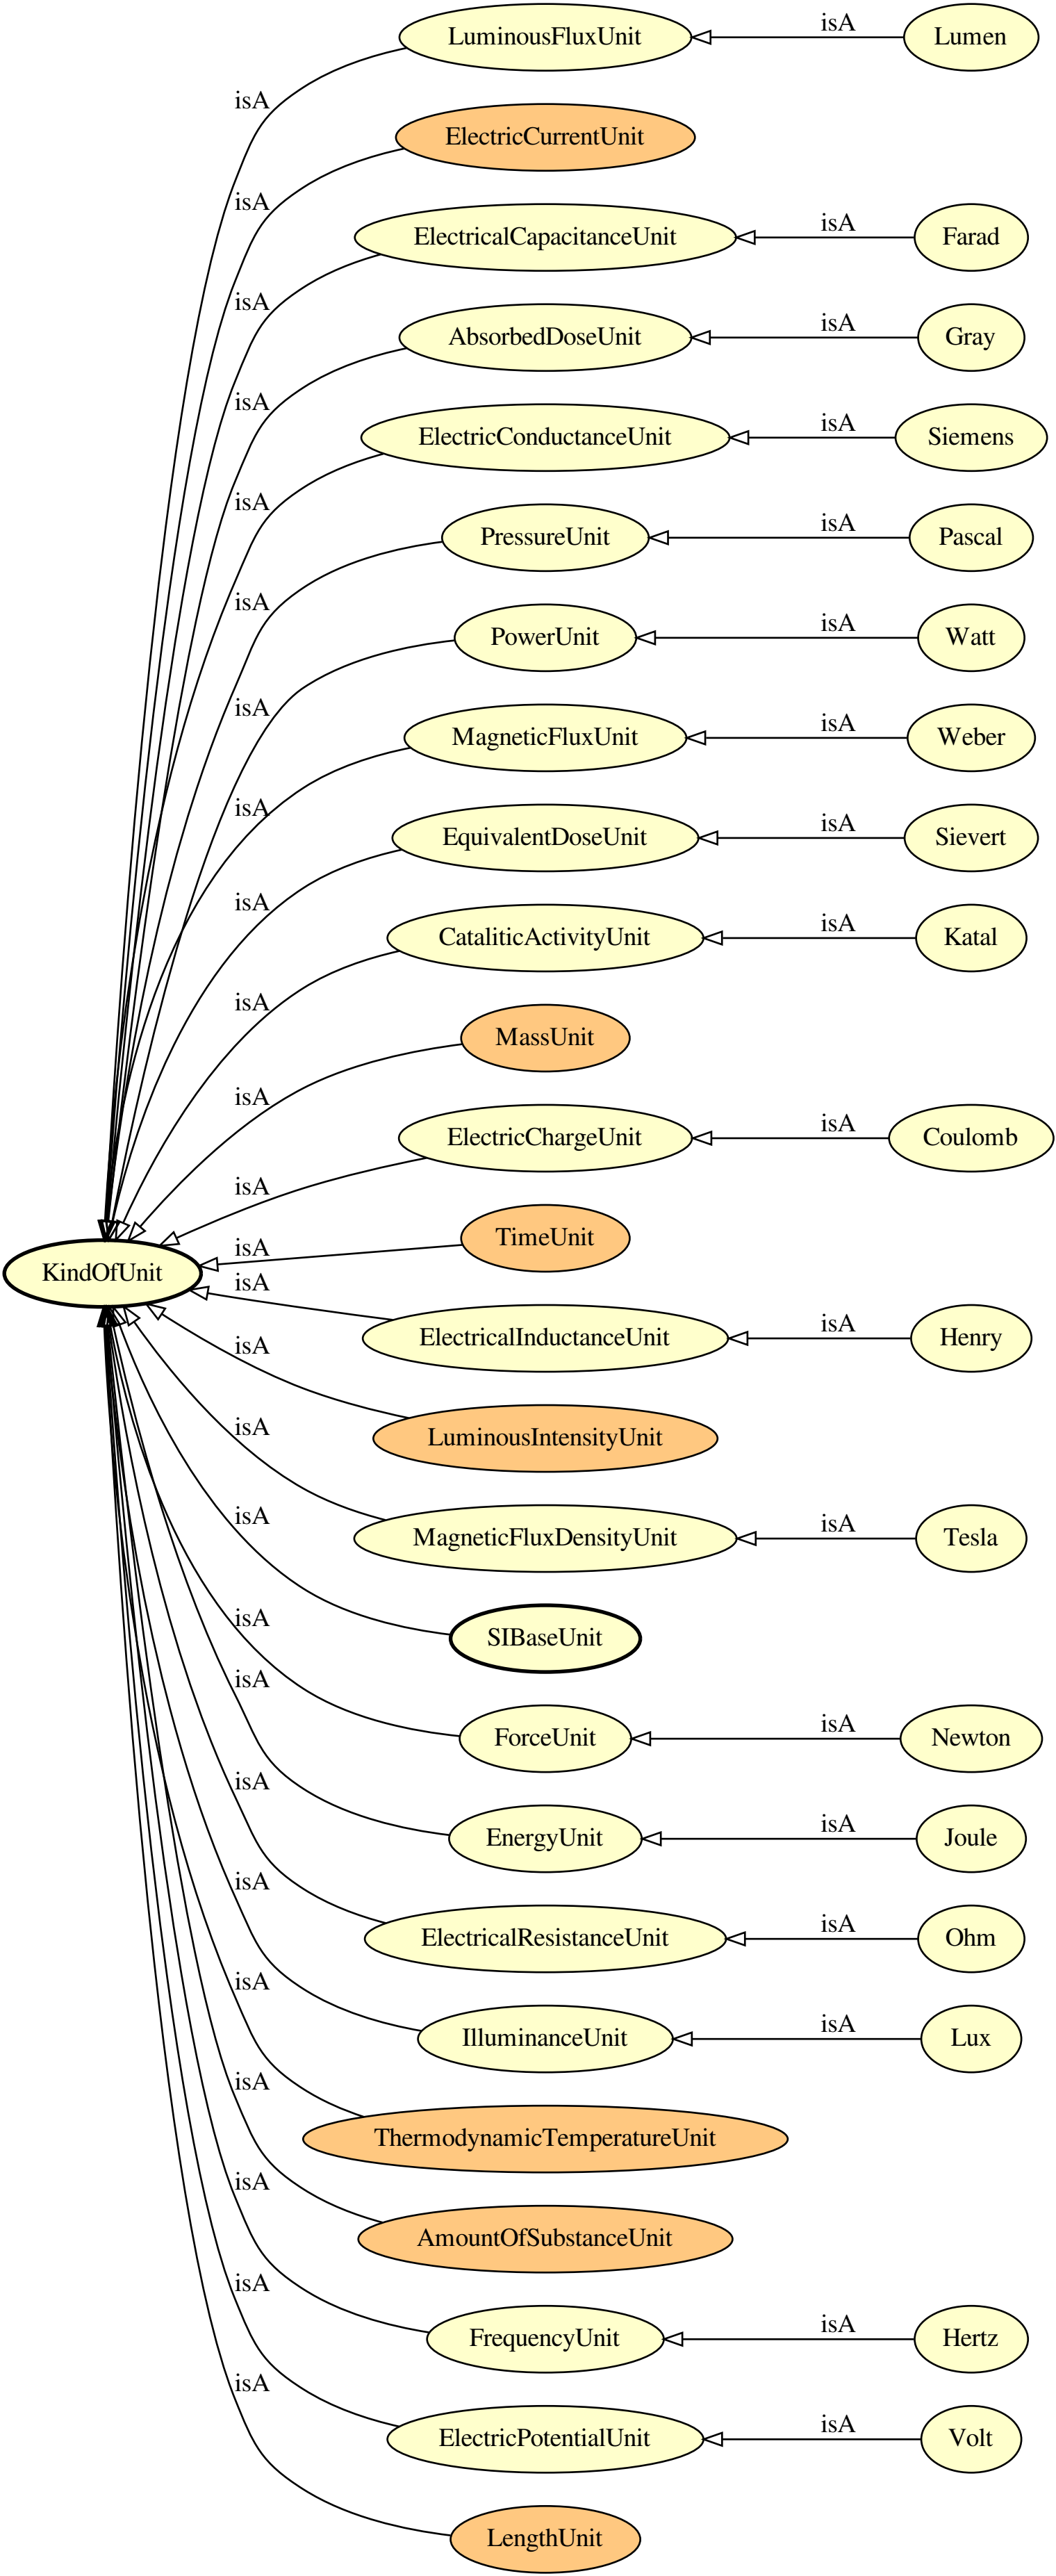 LuminousFluxUnit isA Lumen
isA
ElectricCurrentUnit
isA
ElectricalCapacitanceUnit isA Farad
isA
AbsorbedDoseUnit isA Gray
isA
ElectricConductanceUnit isA Siemens
isA
PressureUnit isA Pascal
isA
PowerUnit isA Watt
isA
MagneticFluxUnit isA Weber
isA
EquivalentDoseUnit isA Sievert
isA
CataliticActivityUnit isA Katal
isA
MassUnit
isA
ElectricChargeUnit isA Coulomb
isA
TimeUnit
isA
KindOfUnit
isA
ElectricalInductanceUnit isA Henry
isA
LuminousIntensityUnit
isA
MagneticFluxDensityUnit isA Tesla
isA
SIBaseUnit
isA
ForceUnit isA Newton
isA
EnergyUnit isA Joule
isA
ElectricalResistanceUnit isA Ohm
isA
IlluminanceUnit isA Lux
isA
ThermodynamicTemperatureUnit
isA
AmountOfSubstanceUnit
isA
FrequencyUnit isA Hertz
isA
ElectricPotentialUnit isA Volt
isA
LengthUnit